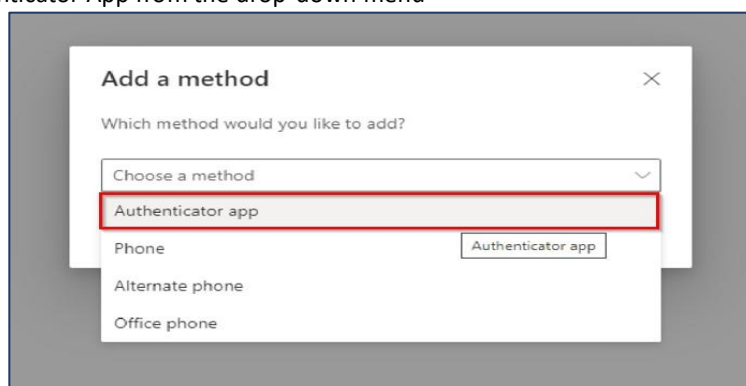 App from the drop-down menu
Add a method
Which method would you like to add?
Choose a method
Authenticator app
Phone
Authenticator app
Alternate phone
Office phone